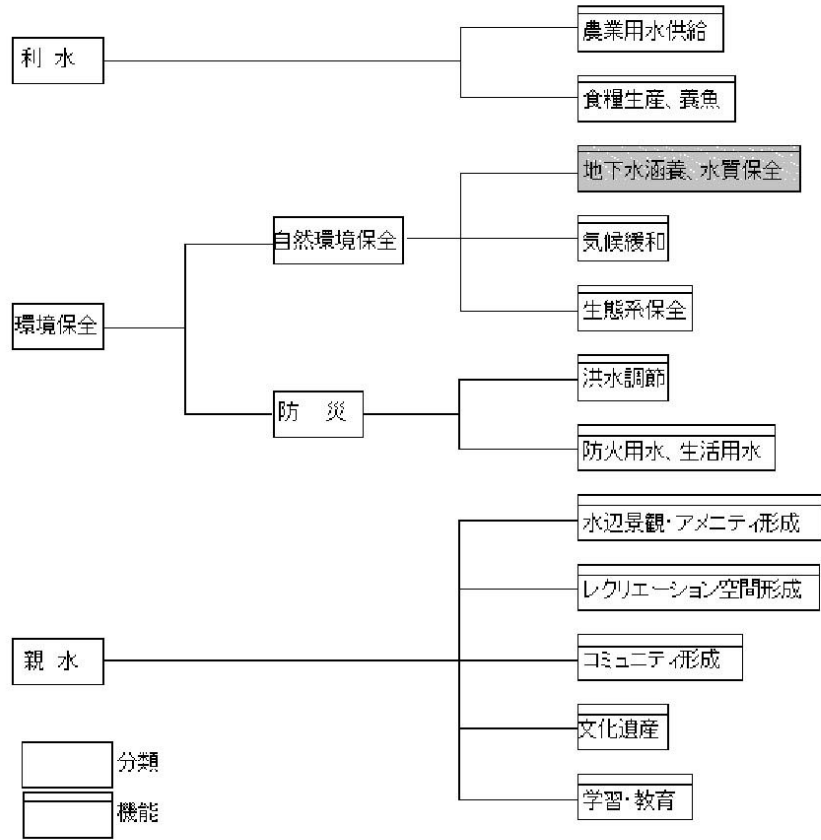 利 水
農業用水供給
食糧生産、養魚
環境保全
自然環境保全
地下水涵養、水質保全
気候緩和
生態系保全
防 災
洪水調節
防火用水、生活用水
親 水
水辺景観・アメニティ形成
レクリエーション空間形成
コミュニティ形成
文化遺産
学習・教育
分類
機能